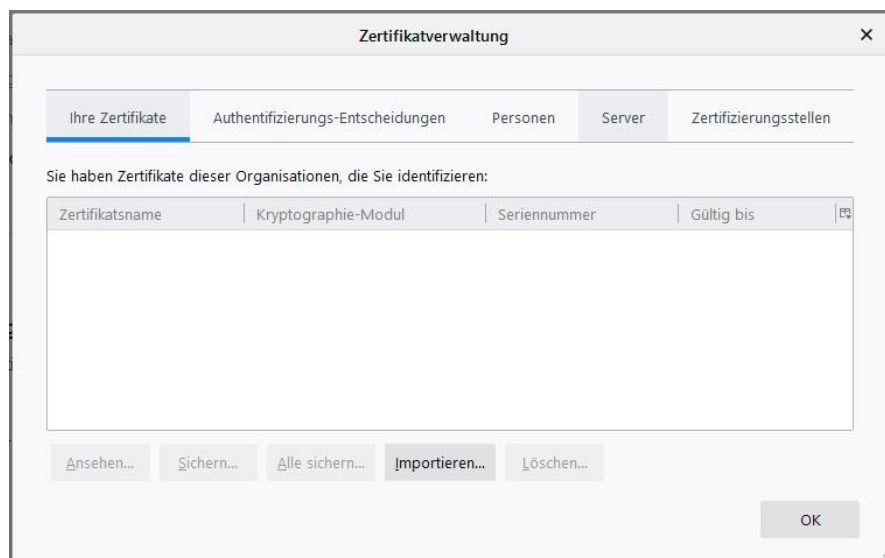 Zertifikatverwaltung
Ihre Zertifikate Authentifizierungs-Entscheidungen Personen Server Zertifizierungsstellen
Sie haben Zertifikate dieser Organisationen, die Sie identifizieren:
Zertifikatsname Kryptographie-Modul Seriennummer Gültig bis
Ansehen... Sichern... Alle sichern... Importieren... Löschen...
OK